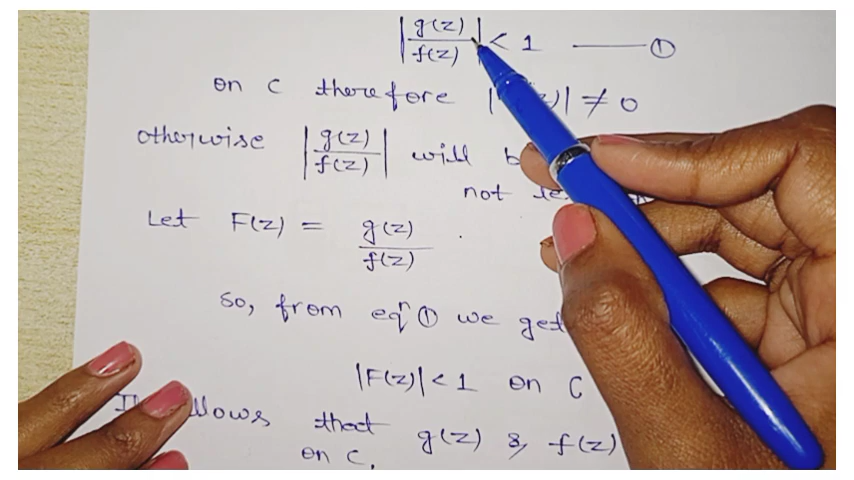 |g(z)/f(z)| < 1 —— ①
on C therefore | z)| ≠ 0
otherwise |g(z)/f(z)| will
not
Let F(z) = g(z)/f(z) .
so, from eqⁿ ① we get
|F(z)| < 1 on C
that g(z) &, f(z)
on C.